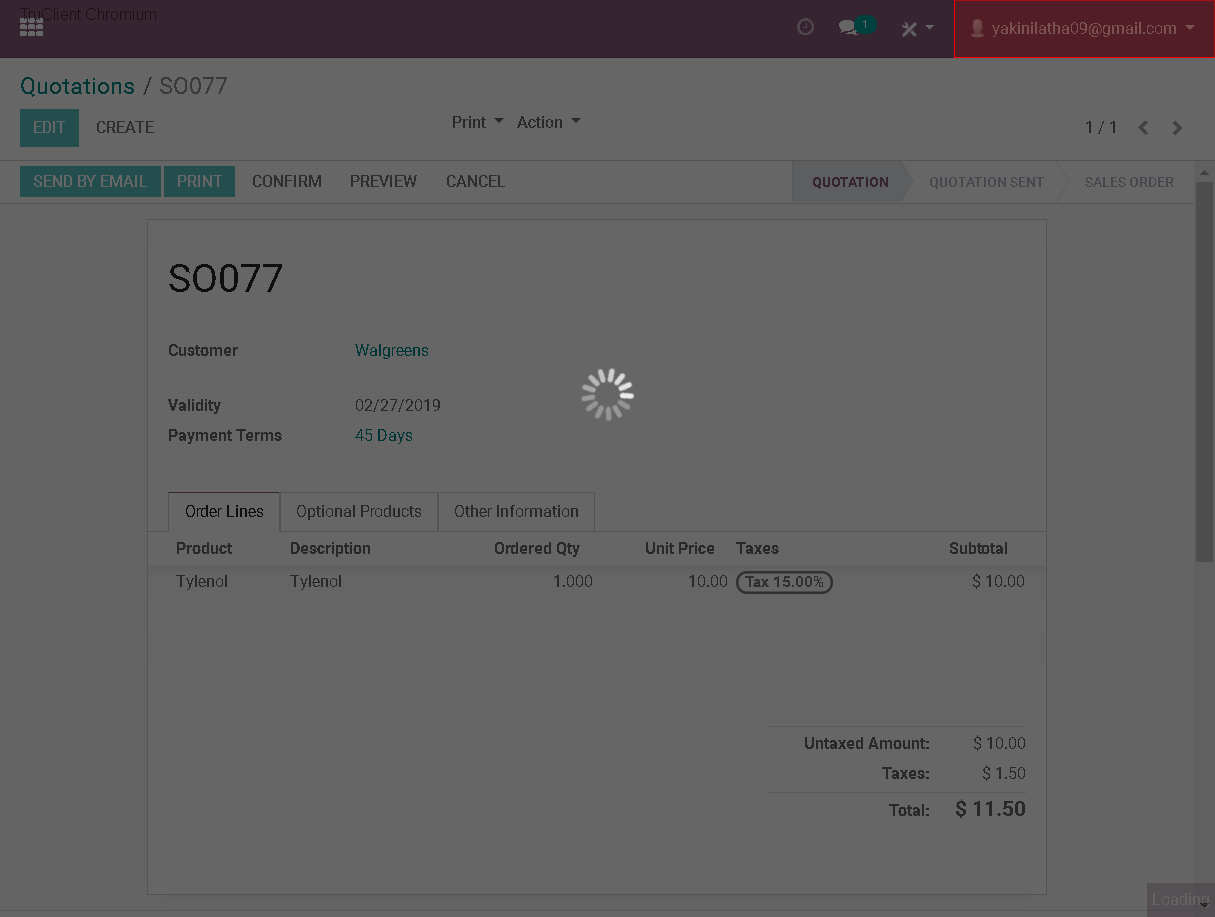 TruClient Chromium
1
yakinilatha09@gmail.com
Quotations / SO077
EDIT CREATE Print Action 1 / 1
SEND BY EMAIL PRINT CONFIRM PREVIEW CANCEL QUOTATION QUOTATION SENT SALES ORDER
SO077
Customer Walgreens
Validity 02/27/2019
Payment Terms 45 Days
Order Lines Optional Products Other Information
Product Description Ordered Qty Unit Price Taxes Subtotal
Tylenol Tylenol 1.000 10.00 Tax 15.00% $ 10.00
Untaxed Amount: $ 10.00
Taxes: $ 1.50
Total: $ 11.50
Loading